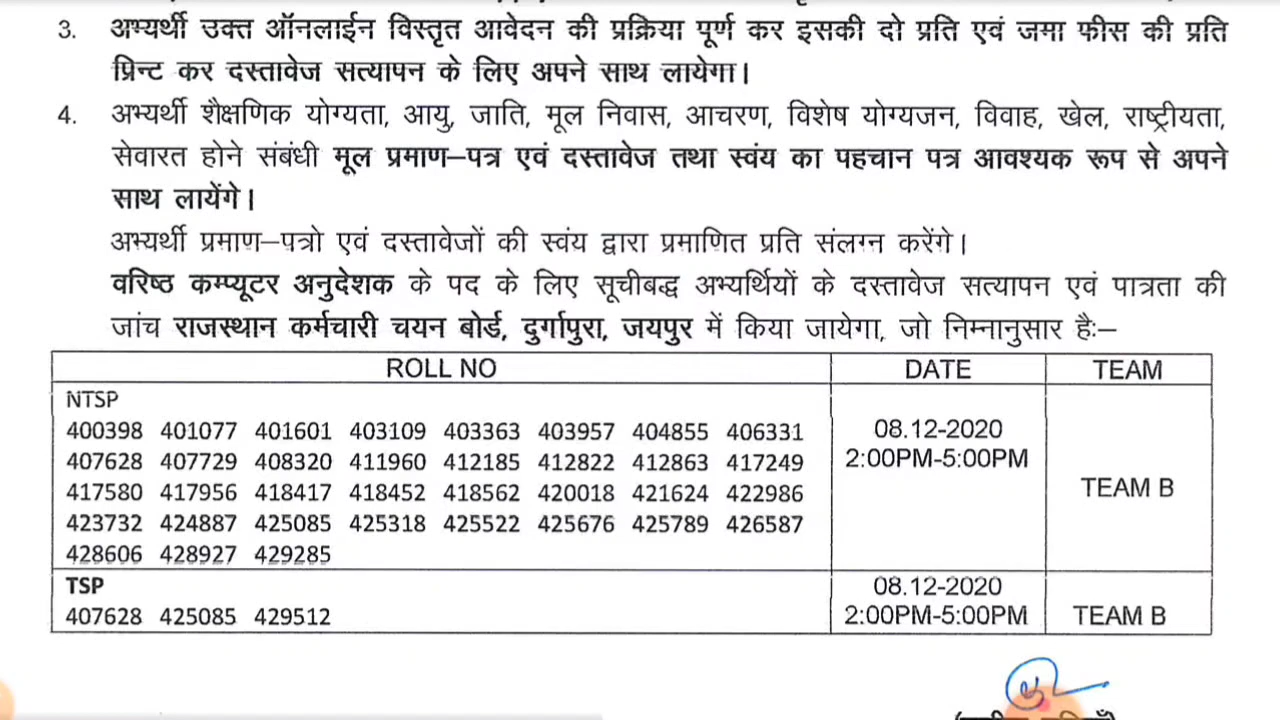 3. अभ्यर्थी उक्त ऑनलाईन विस्तृत आवेदन की प्रक्रिया पूर्ण कर इसकी दो प्रति एवं जमा फीस की प्रति
प्रिन्ट कर दस्तावेज सत्यापन के लिए अपने साथ लायेगा।
4. अभ्यर्थी शैक्षणिक योग्यता, आयु, जाति, मूल निवास, आचरण, विशेष योग्यजन, विवाह, खेल, राष्ट्रीयता,
सेवारत होने संबंधी मूल प्रमाण–पत्र एवं दस्तावेज तथा स्वंय का पहचान पत्र आवश्यक रूप से अपने
साथ लायेंगे।
अभ्यर्थी प्रमाण–पत्रो एवं दस्तावेजों की स्वंय द्वारा प्रमाणित प्रति संलग्न करेंगे।
वरिष्ठ कम्प्यूटर अनुदेशक के पद के लिए सूचीबद्ध अभ्यर्थियों के दस्तावेज सत्यापन एवं पात्रता की
जांच राजस्थान कर्मचारी चयन बोर्ड, दुर्गापुरा, जयपुर में किया जायेगा, जो निम्नानुसार हैः–
ROLL NO DATE TEAM
NTSP
400398 401077 401601 403109 403363 403957 404855 406331 08.12-2020
407628 407729 408320 411960 412185 412822 412863 417249 2:00PM-5:00PM
417580 417956 418417 418452 418562 420018 421624 422986 TEAM B
423732 424887 425085 425318 425522 425676 425789 426587
428606 428927 429285
TSP 08.12-2020
407628 425085 429512 2:00PM-5:00PM TEAM B